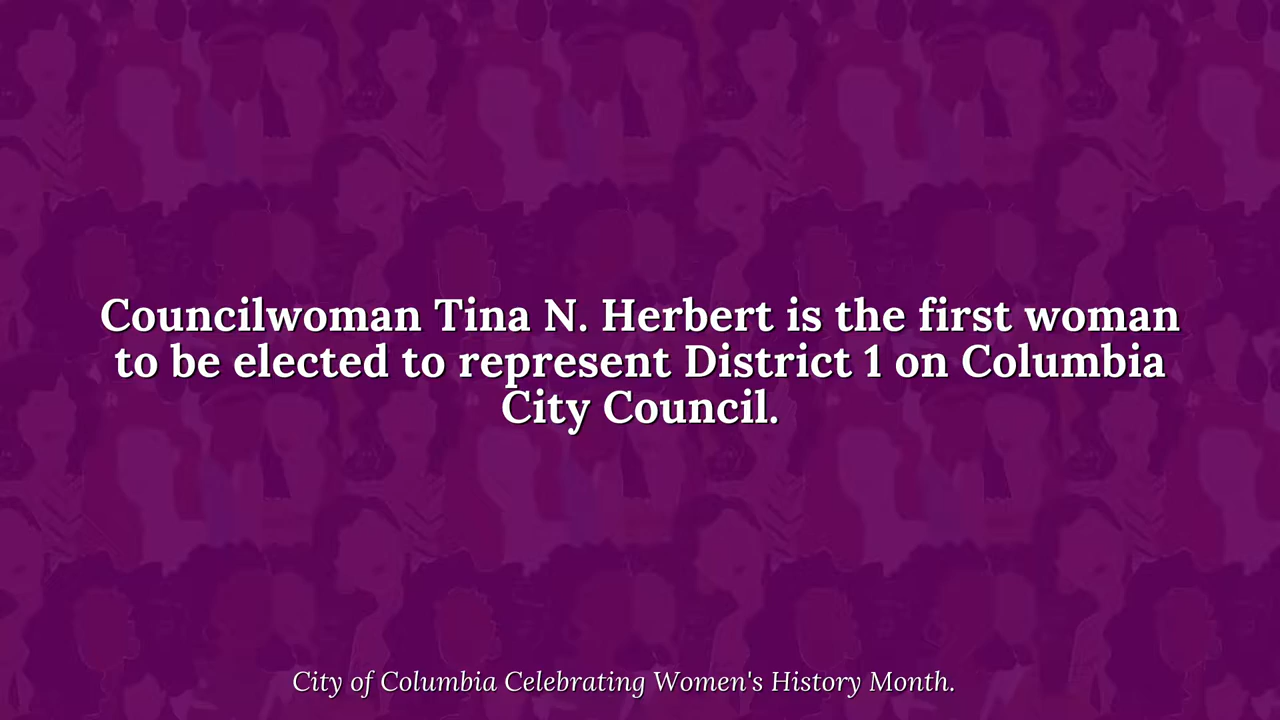 Councilwoman Tina N. Herbert is the first woman
to be elected to represent District 1 on Columbia
City Council.
City of Columbia Celebrating Women's History Month.